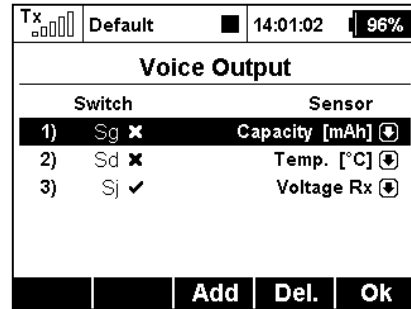 Tx Default 14:01:02 96%
Voice Output
Switch Sensor
1) Sg ✖ Capacity [mAh]
2) Sd ✖ Temp. [°C]
3) Sj ✔ Voltage Rx
Add Del. Ok